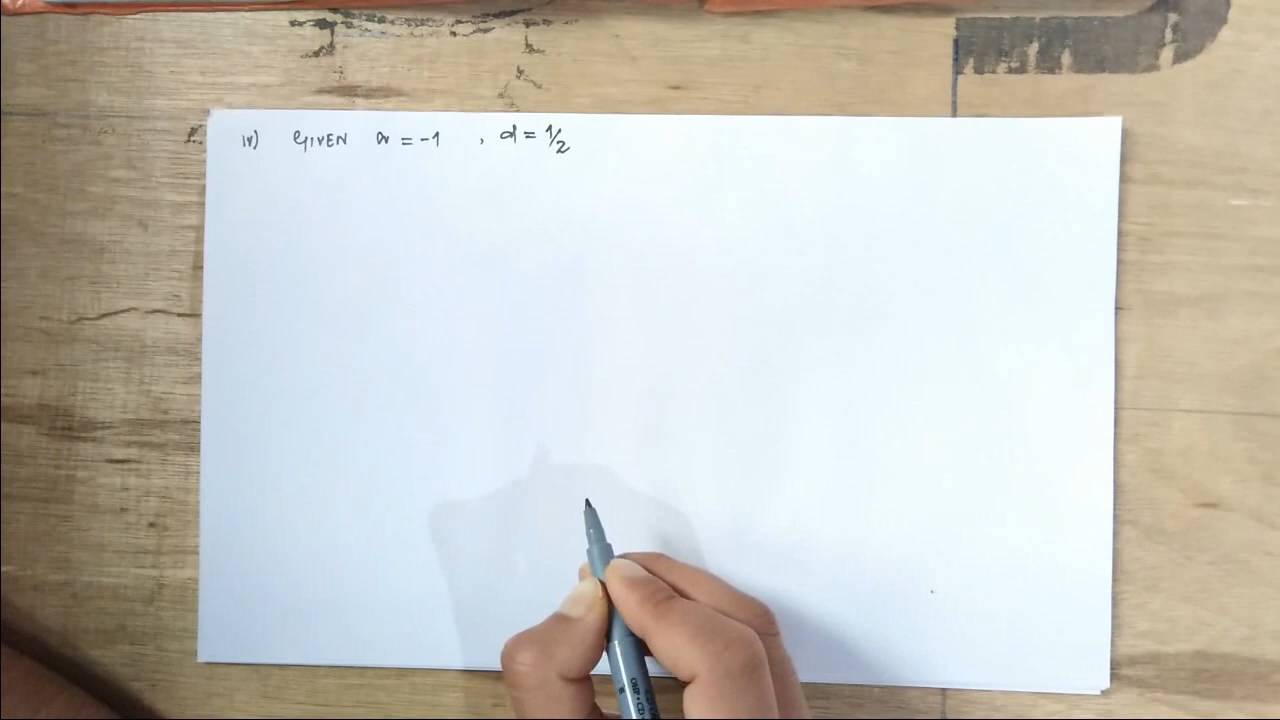 iv) GIVEN a = -1 , d = 1/2